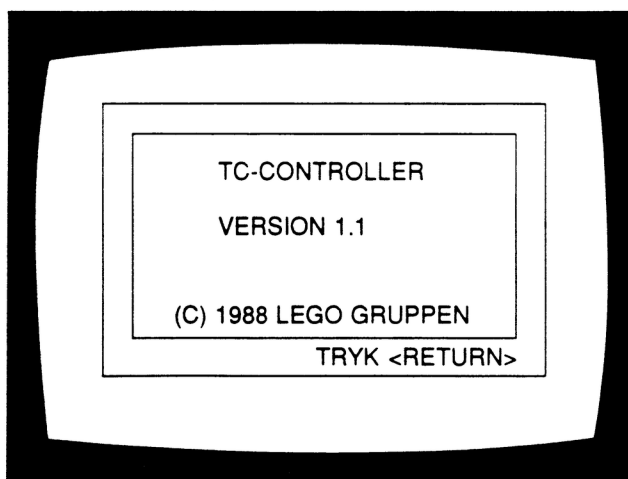 TC-CONTROLLER
VERSION 1.1
(C) 1988 LEGO GRUPPEN
TRYK <RETURN>